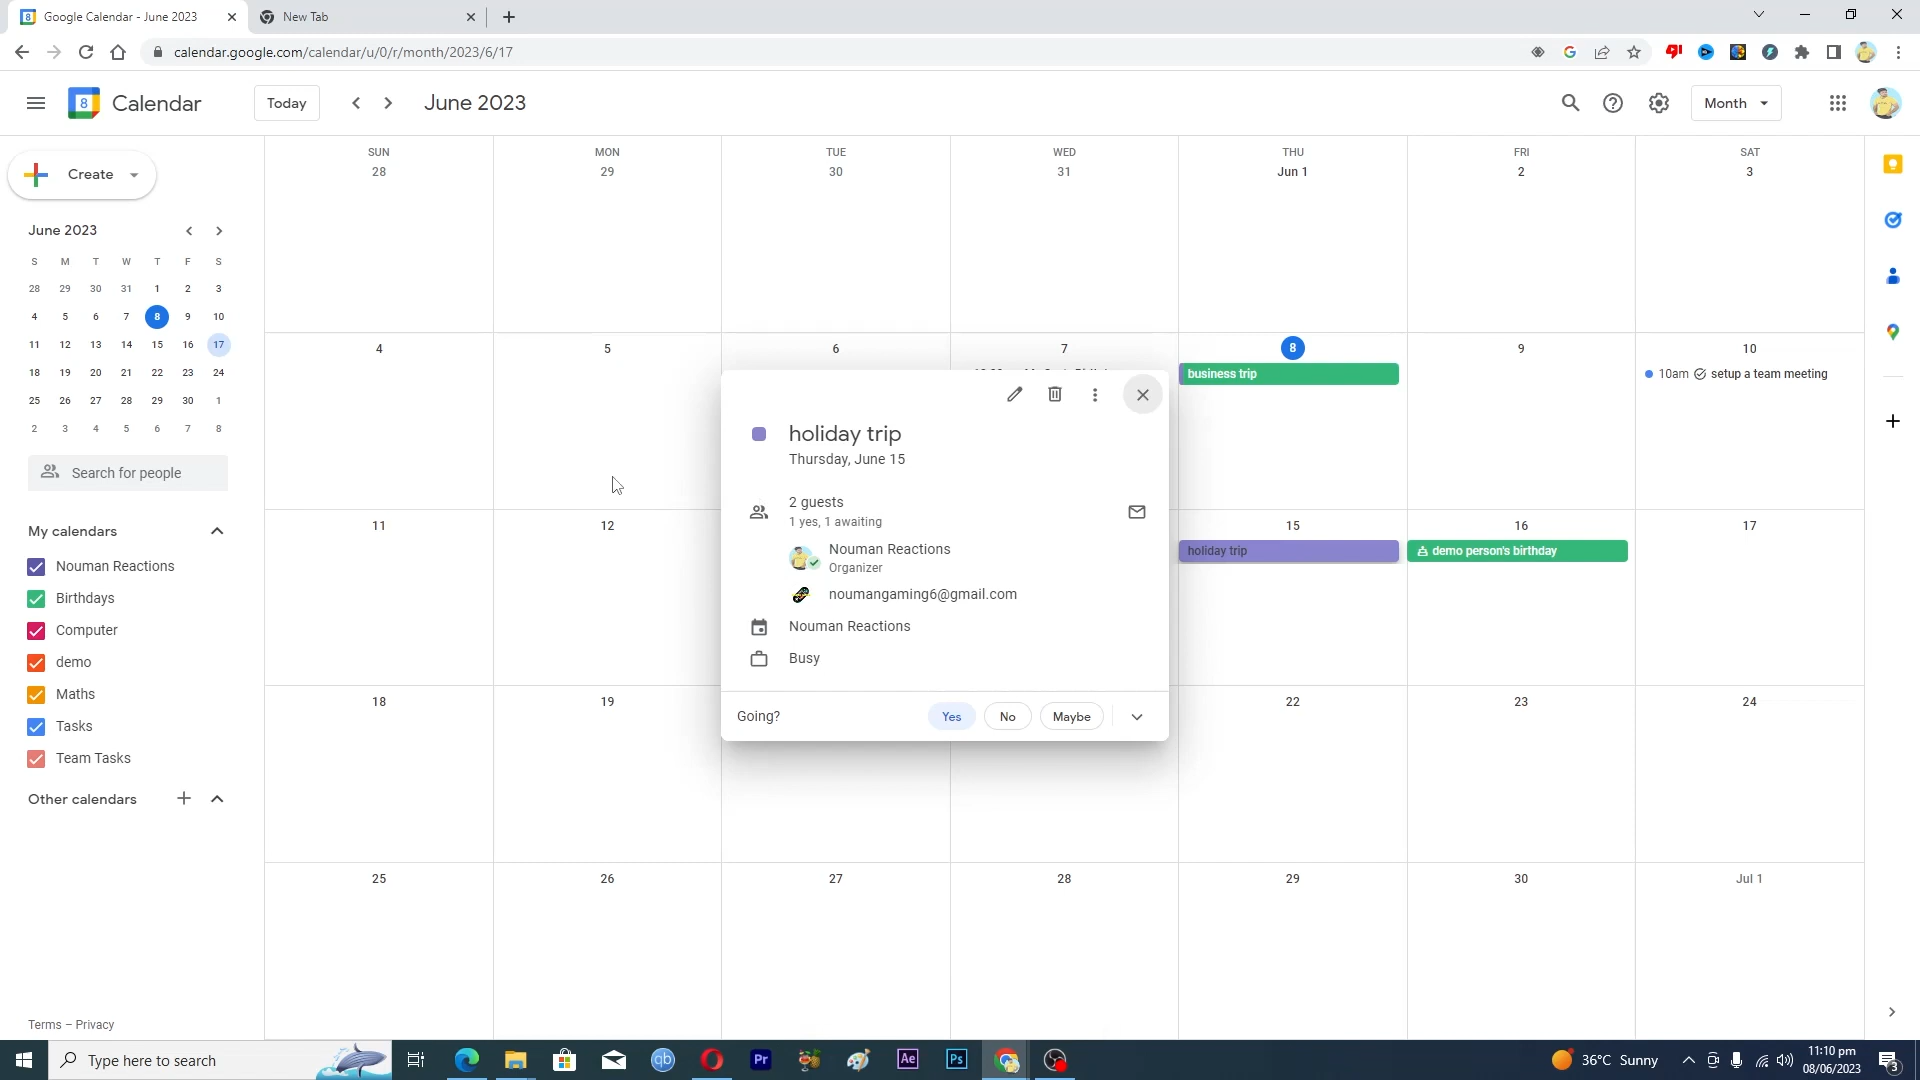 Google Calendar - June 2023
New Tab
calendar.google.com/calendar/u/0/r/month/2023/6/17
8 Calendar Today June 2023 Month
Create
June 2023
S M T W T F S
28 29 30 31 1 2 3
4 5 6 7 8 9 10
11 12 13 14 15 16 17
18 19 20 21 22 23 24
25 26 27 28 29 30 1
2 3 4 5 6 7 8
Search for people
My calendars
Nouman Reactions
Birthdays
Computer
demo
Maths
Tasks
Team Tasks
Other calendars
Terms – Privacy
SUN MON TUE WED THU FRI SAT
28 29 30 31 Jun 1 2 3
4 5 6 7 8 9 10
business trip
10am setup a team meeting
11 12 15 16 17
holiday trip
demo person's birthday
18 19 22 23 24
25 26 27 28 29 30 Jul 1
holiday trip
Thursday, June 15
2 guests
1 yes, 1 awaiting
Nouman Reactions
Organizer
noumangaming6@gmail.com
Nouman Reactions
Busy
Going? Yes No Maybe
Type here to search
qb
Pr
Ae
Ps
36°C Sunny
11:10 pm
08/06/2023
3